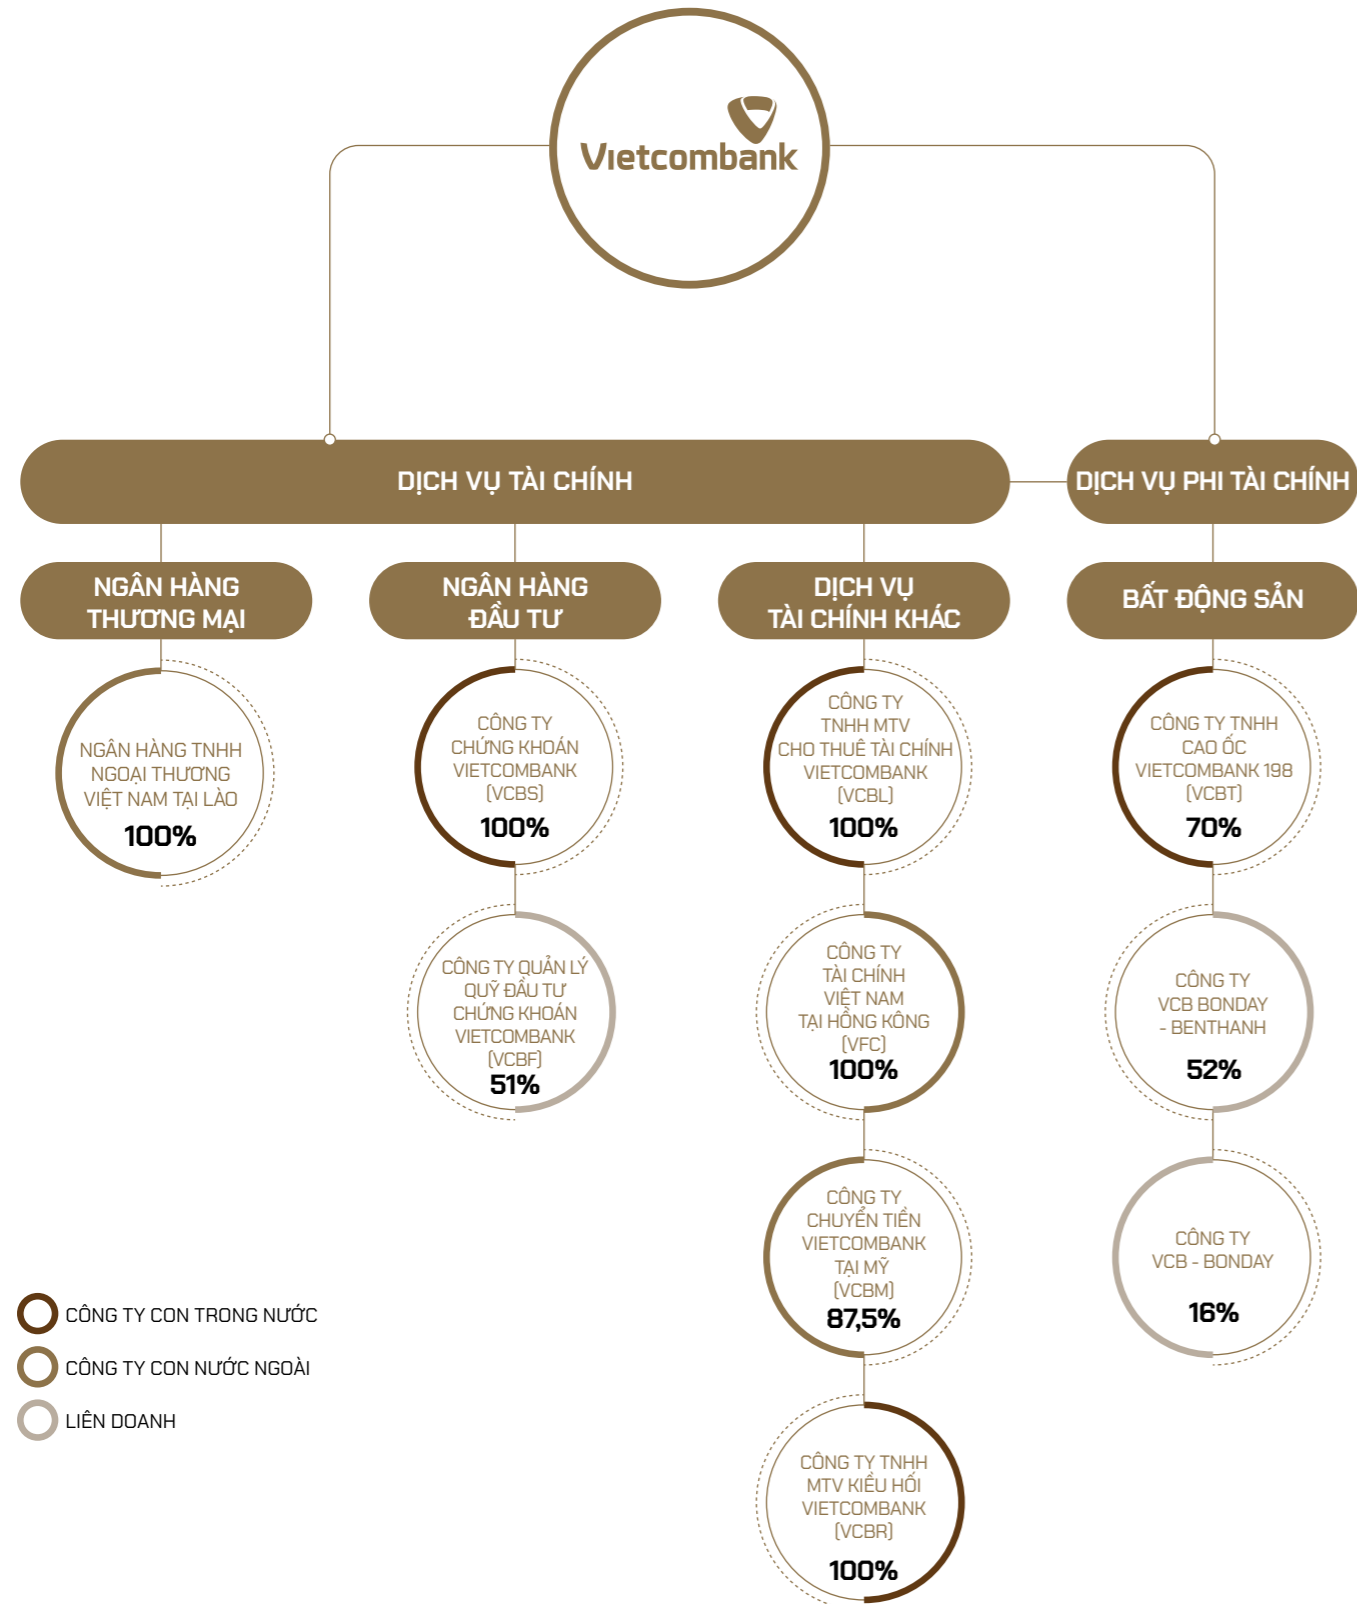 Vietcombank
DỊCH VỤ TÀI CHÍNH
DỊCH VỤ PHI TÀI CHÍNH
NGÂN HÀNG
THƯƠNG MẠI
NGÂN HÀNG TNHH
NGOẠI THƯƠNG
VIỆT NAM TẠI LÀO
100%
NGÂN HÀNG
ĐẦU TƯ
CÔNG TY
CHỨNG KHOÁN
VIETCOMBANK
(VCBS)
100%
CÔNG TY QUẢN LÝ
QUỸ ĐẦU TƯ
CHỨNG KHOÁN
VIETCOMBANK
(VCBF)
51%
DỊCH VỤ
TÀI CHÍNH KHÁC
CÔNG TY
TNHH MTV
CHO THUÊ TÀI CHÍNH
VIETCOMBANK
(VCBL)
100%
CÔNG TY
TÀI CHÍNH
VIỆT NAM
TẠI HỒNG KÔNG
(VFC)
100%
CÔNG TY
CHUYỂN TIỀN
VIETCOMBANK
TẠI MỸ
(VCBM)
87,5%
CÔNG TY TNHH
MTV KIỀU HỐI
VIETCOMBANK
(VCBR)
100%
BẤT ĐỘNG SẢN
CÔNG TY TNHH
CAO ỐC
VIETCOMBANK 198
(VCBT)
70%
CÔNG TY
VCB BONDAY
- BENTHANH
52%
CÔNG TY
VCB - BONDAY
16%
CÔNG TY CON TRONG NƯỚC
CÔNG TY CON NƯỚC NGOÀI
LIÊN DOANH